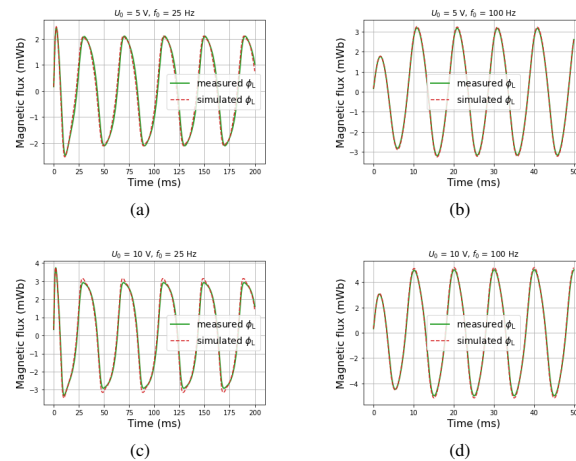 U₀ = 5 V, f₀ = 25 Hz
Magnetic flux (mWb)
2
1
0
−1
−2
measured ϕL
simulated ϕL
0 25 50 75 100 125 150 175 200
Time (ms)
(a)
U₀ = 5 V, f₀ = 100 Hz
Magnetic flux (mWb)
3
2
1
0
−1
−2
−3
measured ϕL
simulated ϕL
0 10 20 30 40 50
Time (ms)
(b)
U₀ = 10 V, f₀ = 25 Hz
Magnetic flux (mWb)
4
3
2
1
0
−1
−2
−3
measured ϕL
simulated ϕL
0 25 50 75 100 125 150 175 200
Time (ms)
(c)
U₀ = 10 V, f₀ = 100 Hz
Magnetic flux (mWb)
4
2
0
−2
−4
measured ϕL
simulated ϕL
0 10 20 30 40 50
Time (ms)
(d)